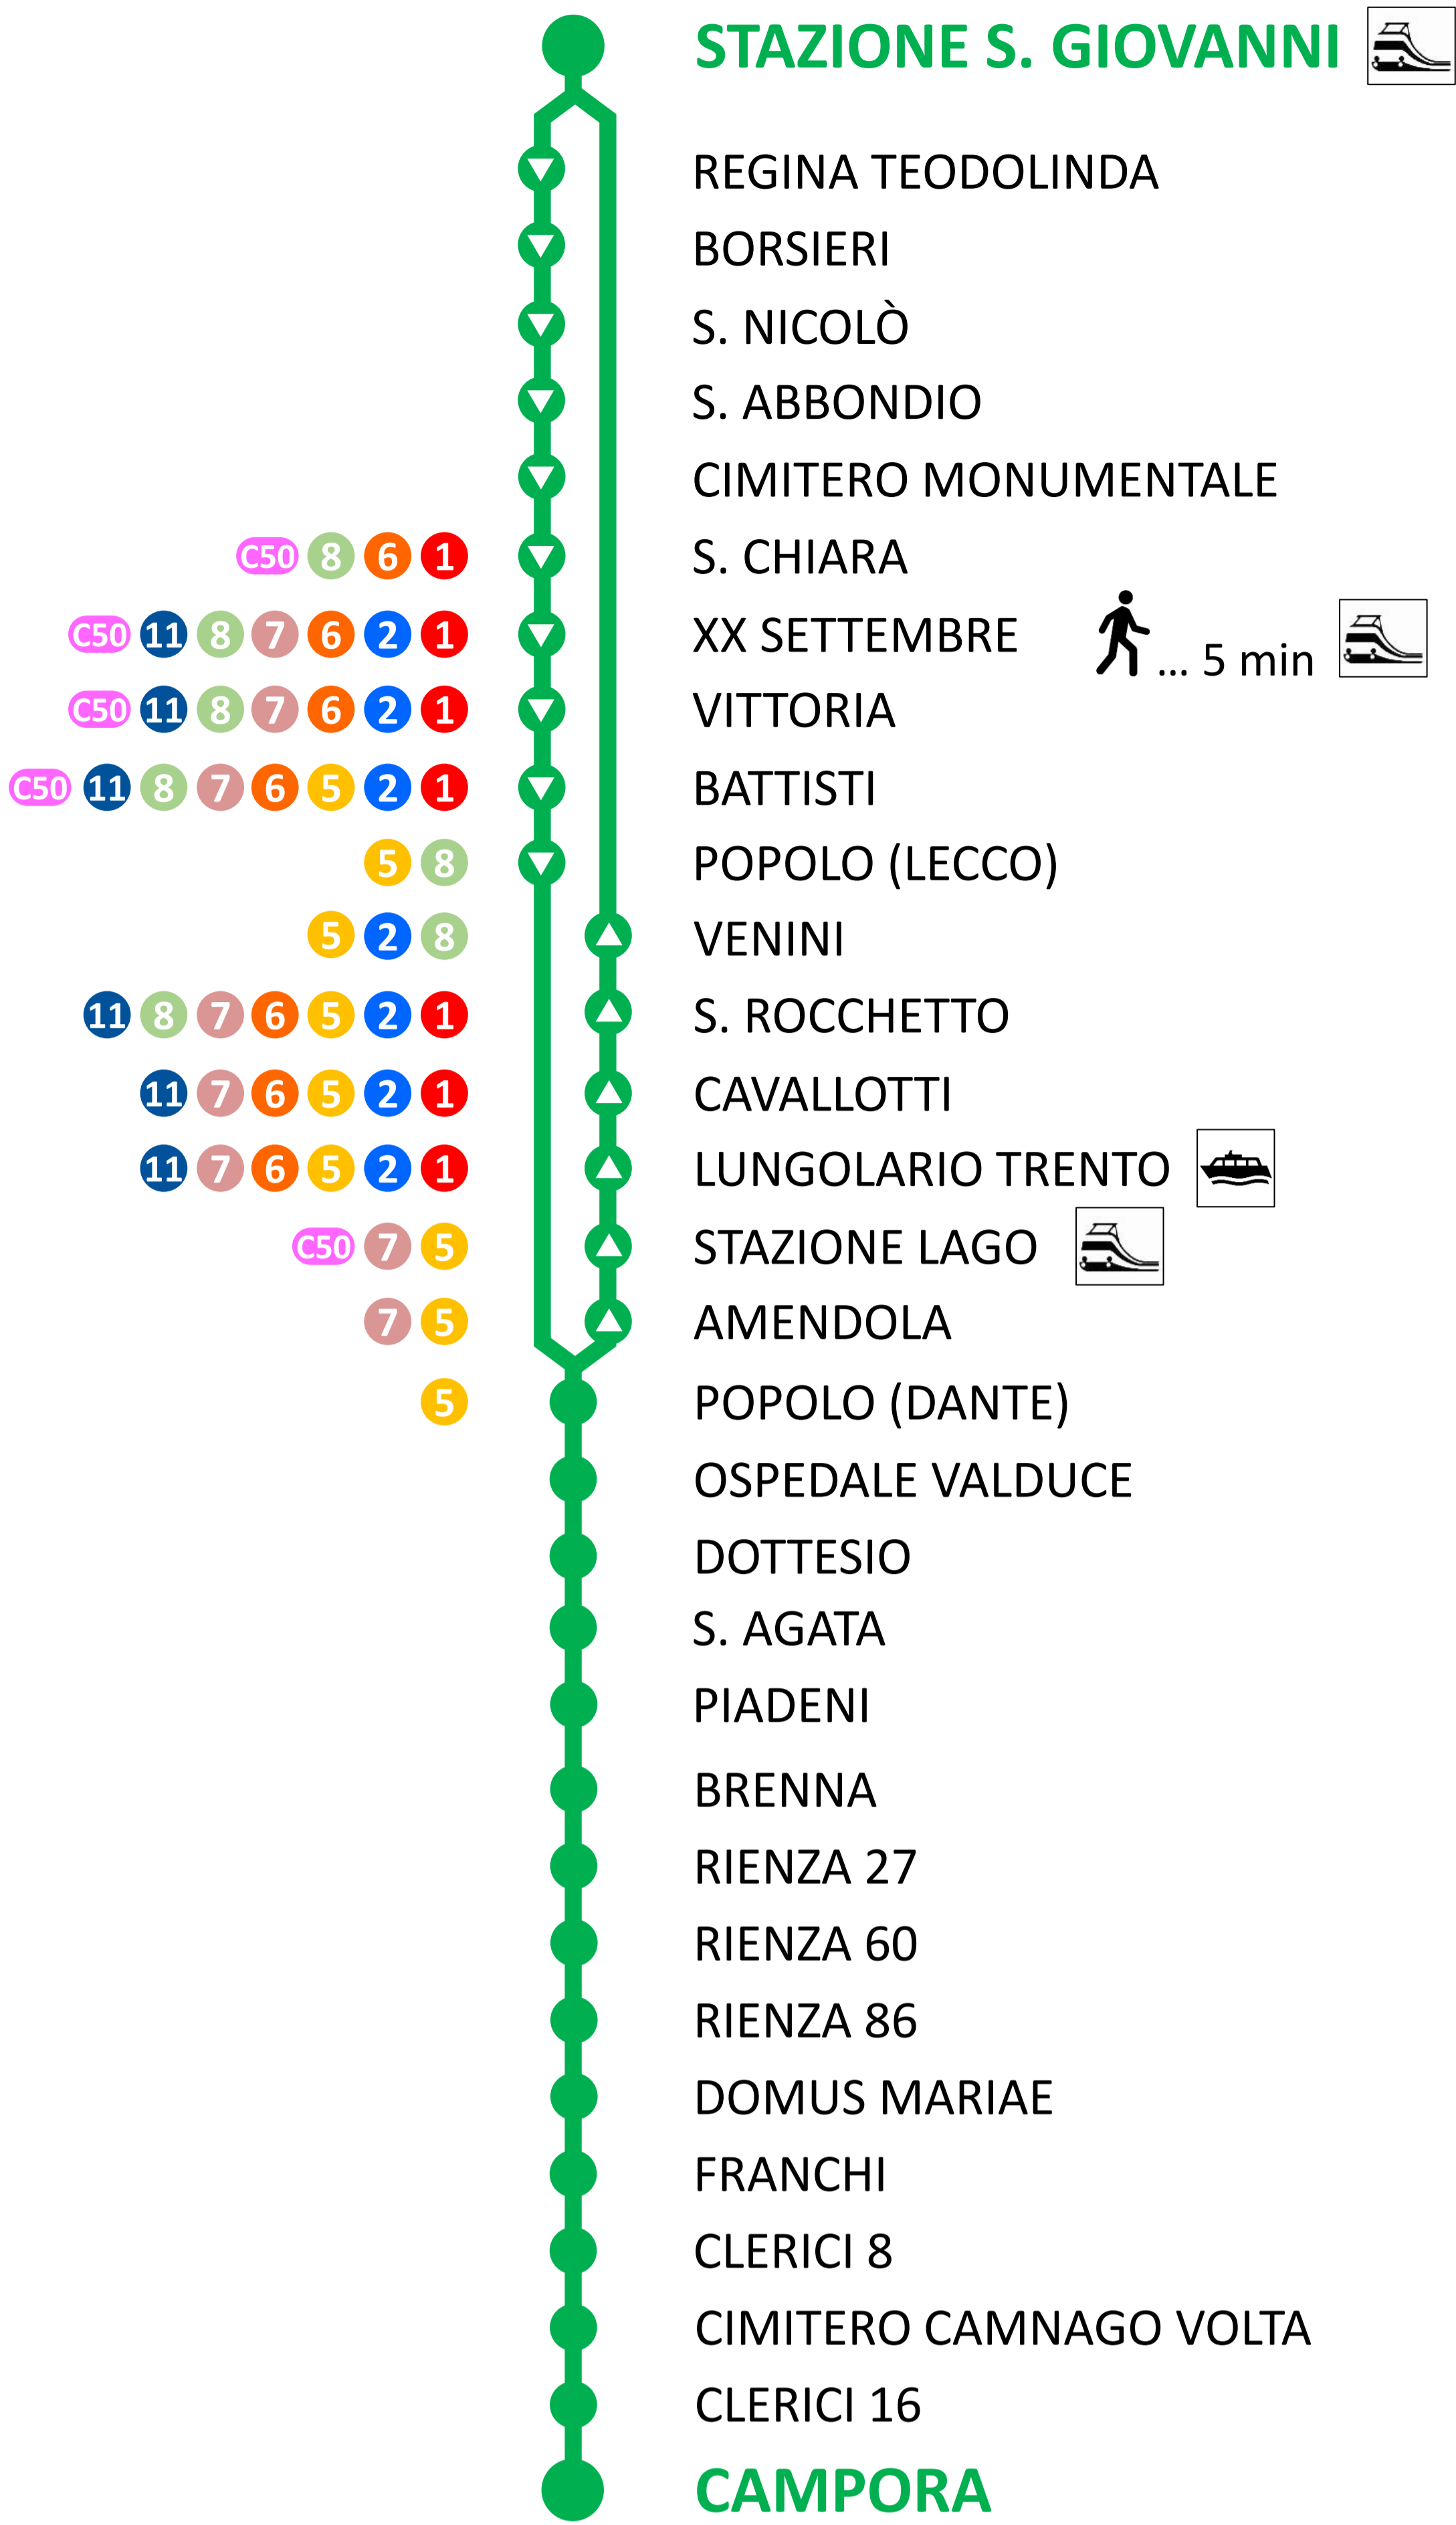 STAZIONE S. GIOVANNI
REGINA TEODOLINDA
BORSIERI
S. NICOLÒ
S. ABBONDIO
CIMITERO MONUMENTALE
C50 8 6 1 S. CHIARA
C50 11 8 7 6 2 1 XX SETTEMBRE ... 5 min
C50 11 8 7 6 2 1 VITTORIA
C50 11 8 7 6 5 2 1 BATTISTI
5 8 POPOLO (LECCO)
5 2 8 VENINI
11 8 7 6 5 2 1 S. ROCCHETTO
11 7 6 5 2 1 CAVALLOTTI
11 7 6 5 2 1 LUNGOLARIO TRENTO
C50 7 5 STAZIONE LAGO
7 5 AMENDOLA
5 POPOLO (DANTE)
OSPEDALE VALDUCE
DOTTESIO
S. AGATA
PIADENI
BRENNA
RIENZA 27
RIENZA 60
RIENZA 86
DOMUS MARIAE
FRANCHI
CLERICI 8
CIMITERO CAMNAGO VOLTA
CLERICI 16
CAMPORA